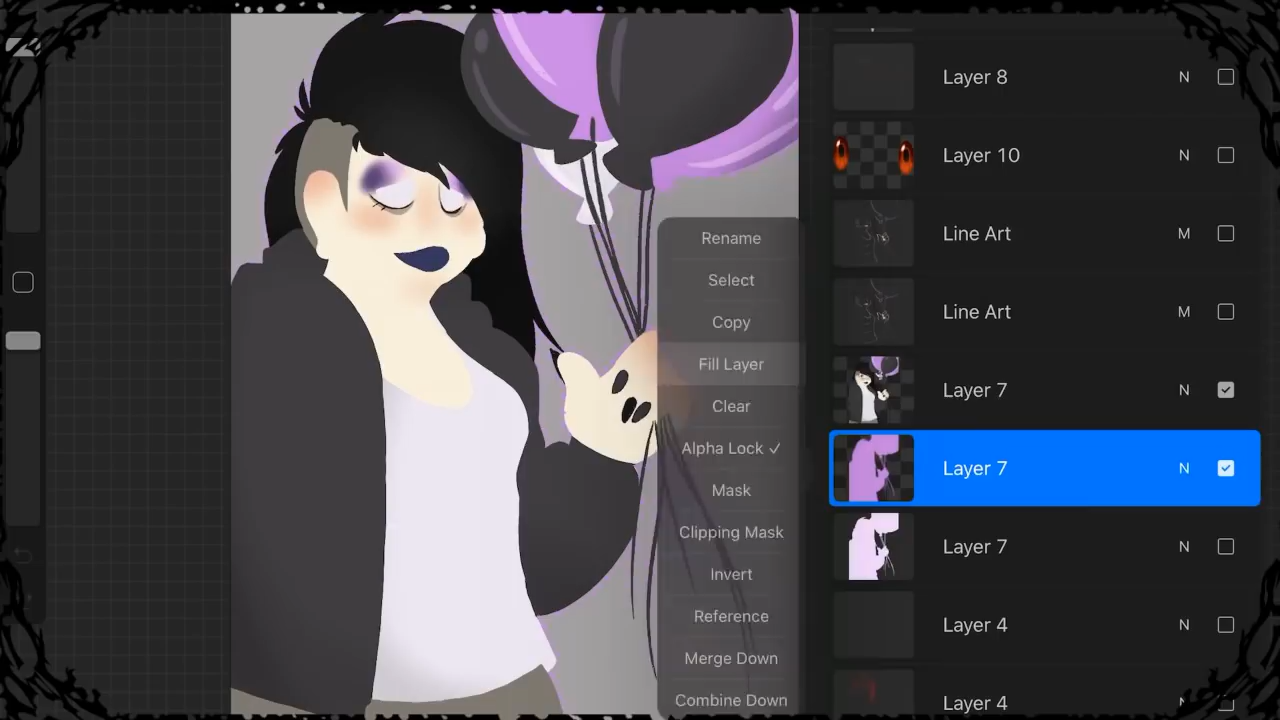 Rename
Select
Copy
Fill Layer
Clear
Alpha Lock ✓
Mask
Clipping Mask
Invert
Reference
Merge Down
Combine Down
Layer 8 N
Layer 10 N
Line Art M
Line Art M
Layer 7 N
Layer 7 N
Layer 7 N
Layer 4 N
Layer 4 N